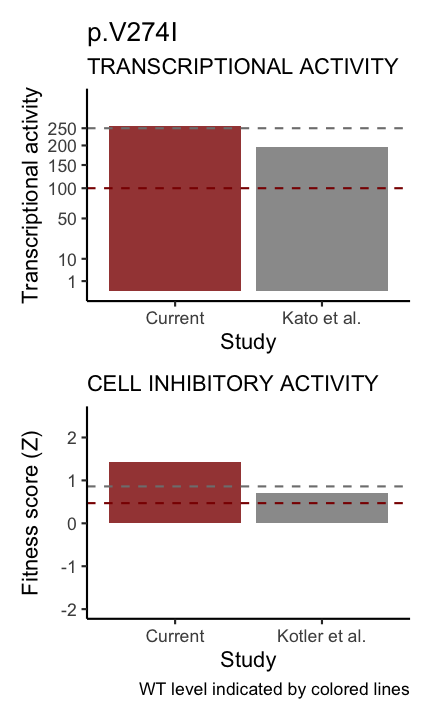 p.V274I
TRANSCRIPTIONAL ACTIVITY
Transcriptional activity
250
200
150
100
50
10
1
Current
Kato et al.
Study
CELL INHIBITORY ACTIVITY
Fitness score (Z)
2
1
0
-1
-2
Current
Kotler et al.
Study
WT level indicated by colored lines